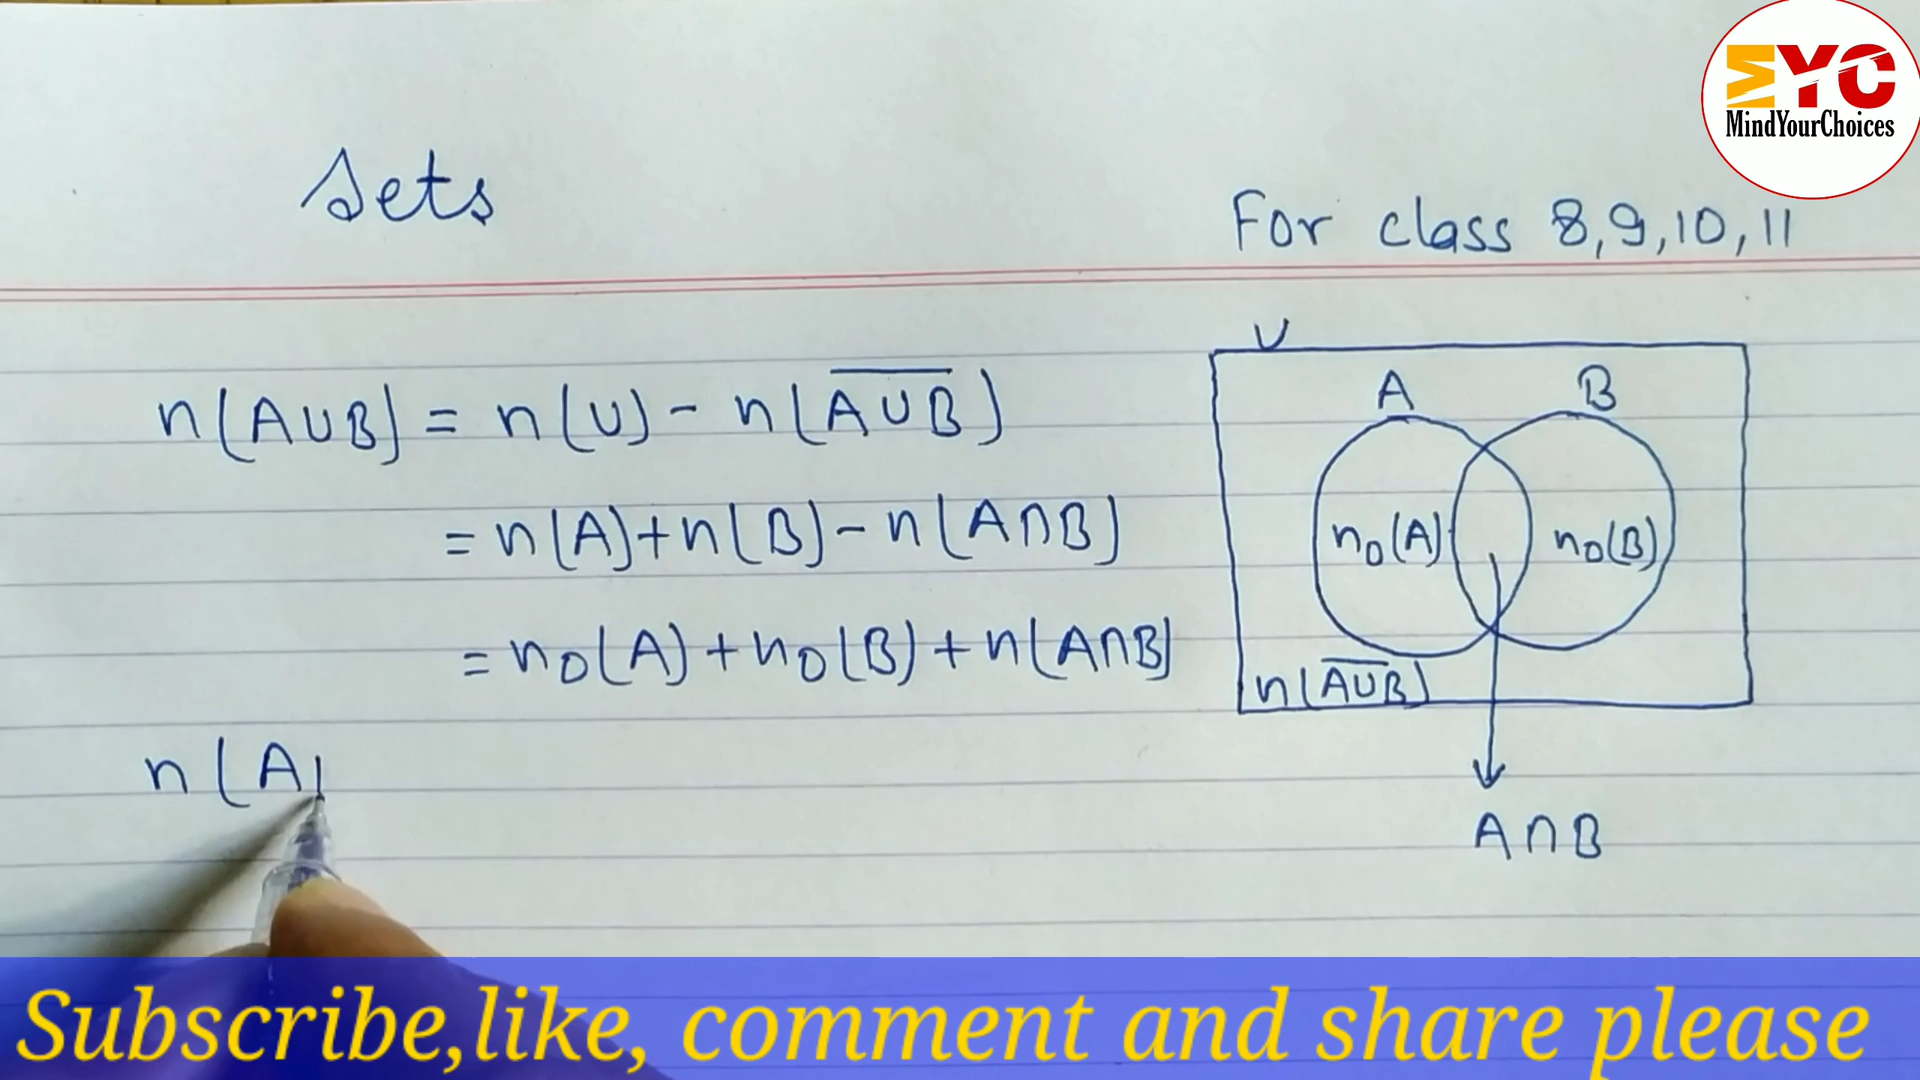 MYC
MindYourChoices
Sets
For class 8,9,10,11
n(A∪B) = n(U) - n(A̅∪̅B̅)
= n(A)+n(B)-n(A∩B)
= n₀(A)+n₀(B)+n(A∩B)
n(A)
U
A B
n₀(A) n₀(B)
n(A̅∪̅B̅)
A∩B
Subscribe,like, comment and share please